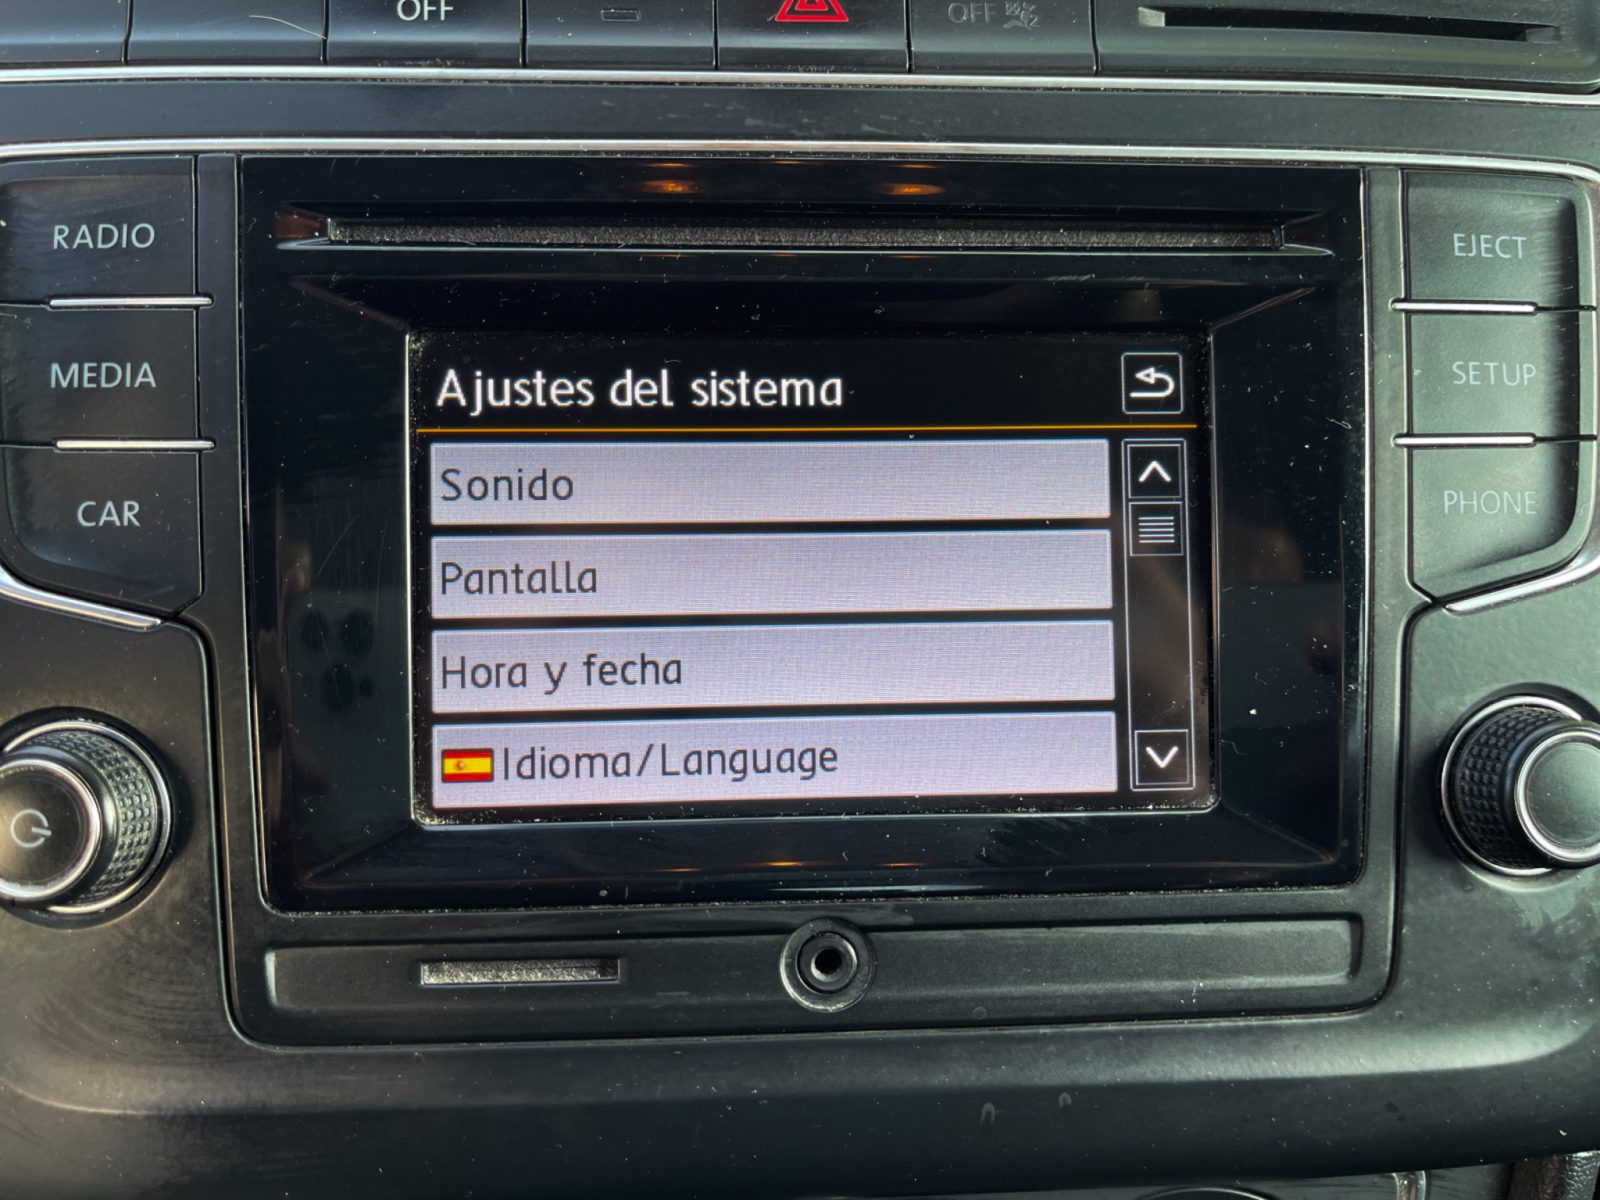 OFF
OFF
RADIO
EJECT
MEDIA
SETUP
CAR
PHONE
Ajustes del sistema
Sonido
Pantalla
Hora y fecha
Idioma/Language